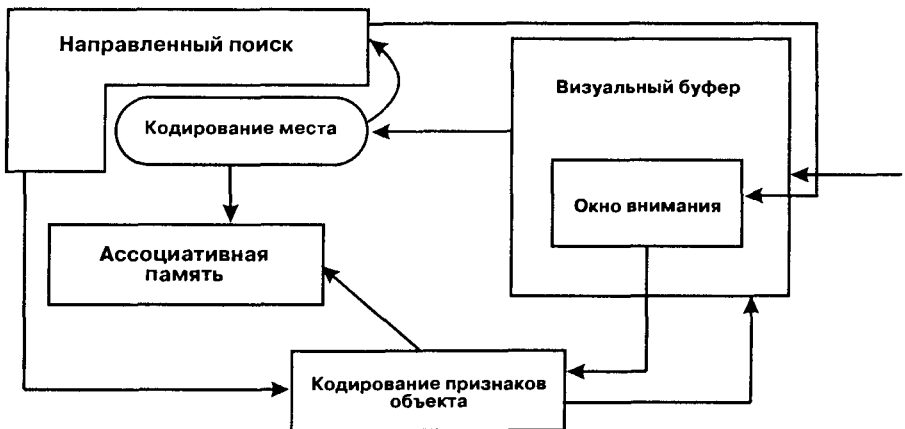 Направленный поиск
Визуальный буфер
Кодирование места
Окно внимания
Ассоциативная
память
Кодирование признаков
объекта